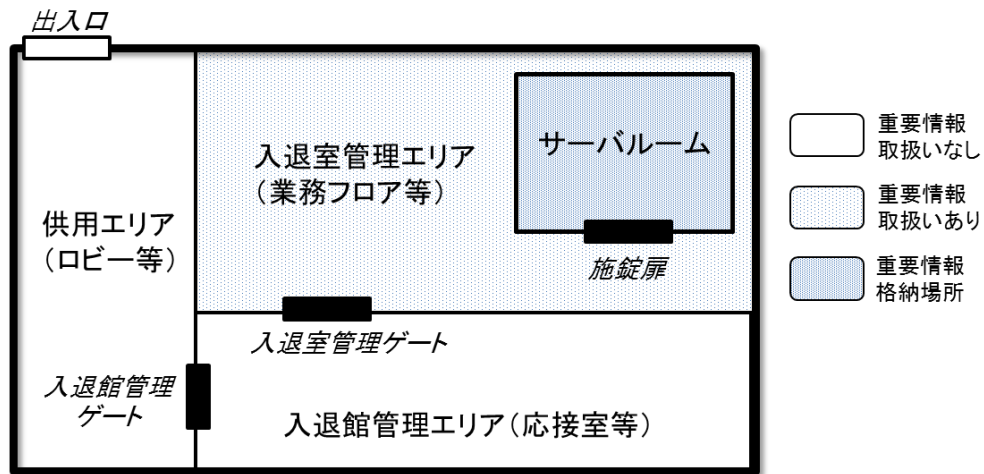 出入口
入退室管理エリア
(業務フロア等)
サーバルーム
供用エリア
(ロビー等)
施錠扉
入退室管理ゲート
入退館管理
ゲート
入退館管理エリア(応接室等)
重要情報
取扱いなし
重要情報
取扱いあり
重要情報
格納場所